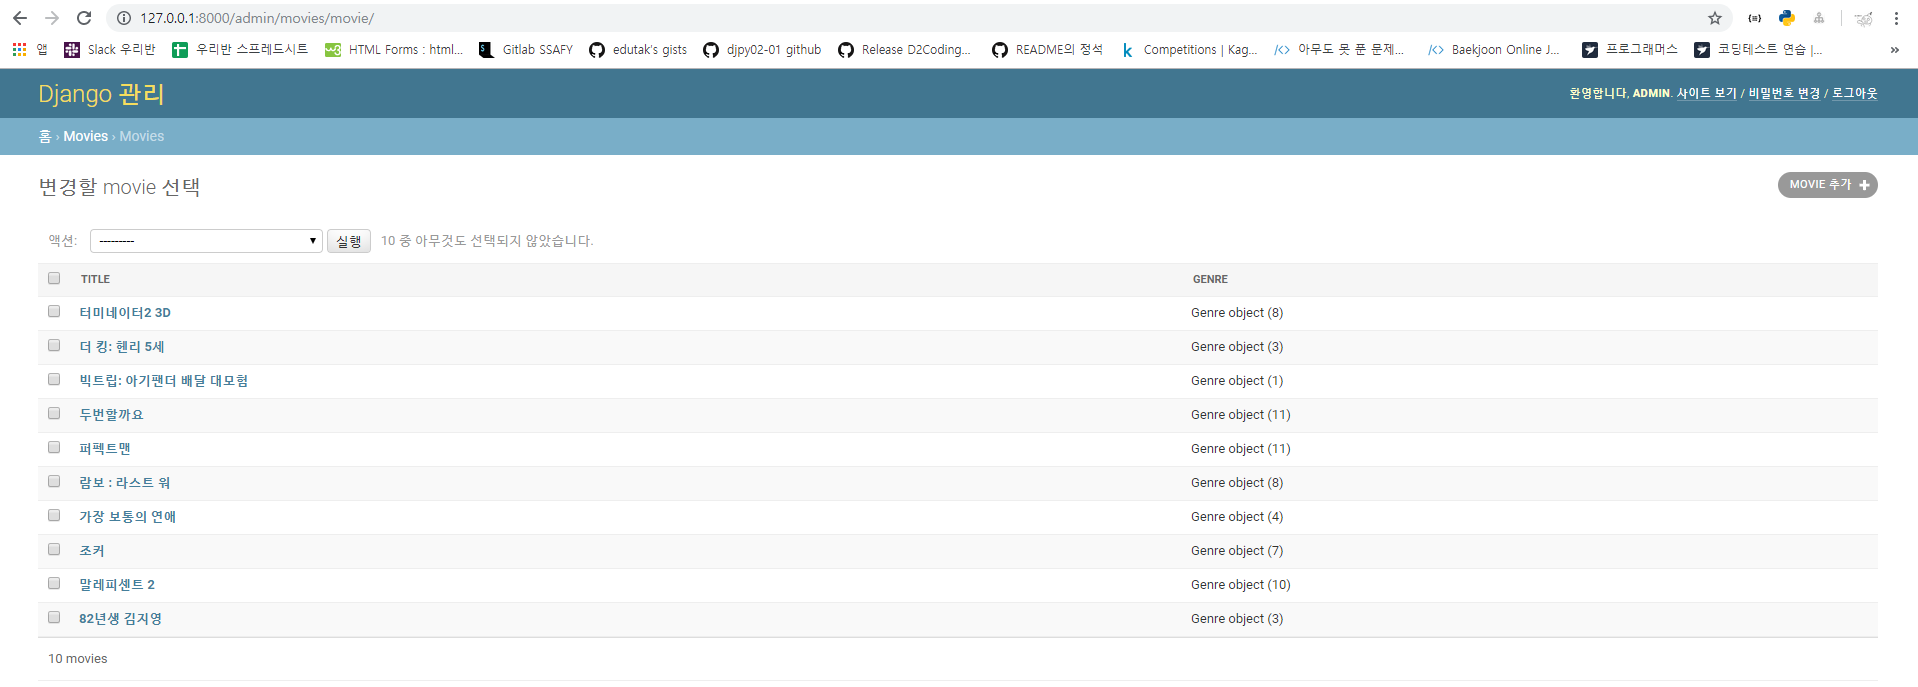 127.0.0.1:8000/admin/movies/movie/
앱 Slack 우리반 우리반 스프레드시트 HTML Forms : html... Gitlab SSAFY edutak's gists djpy02-01 github Release D2Coding... README의 정석 Competitions | Kag... 아무도 못 푼 문제... Baekjoon Online J... 프로그래머스 코딩테스트 연습 |... »
Django 관리
환영합니다, ADMIN. 사이트 보기 / 비밀번호 변경 / 로그아웃
홈 › Movies › Movies
변경할 movie 선택
MOVIE 추가 +
액션: --------- 실행 10 중 아무것도 선택되지 않았습니다.
TITLE GENRE
터미네이터2 3D Genre object (8)
더 킹: 헨리 5세 Genre object (3)
빅트립: 아기팬더 배달 대모험 Genre object (1)
두번할까요 Genre object (11)
퍼펙트맨 Genre object (11)
람보 : 라스트 워 Genre object (8)
가장 보통의 연애 Genre object (4)
조커 Genre object (7)
말레피센트 2 Genre object (10)
82년생 김지영 Genre object (3)
10 movies